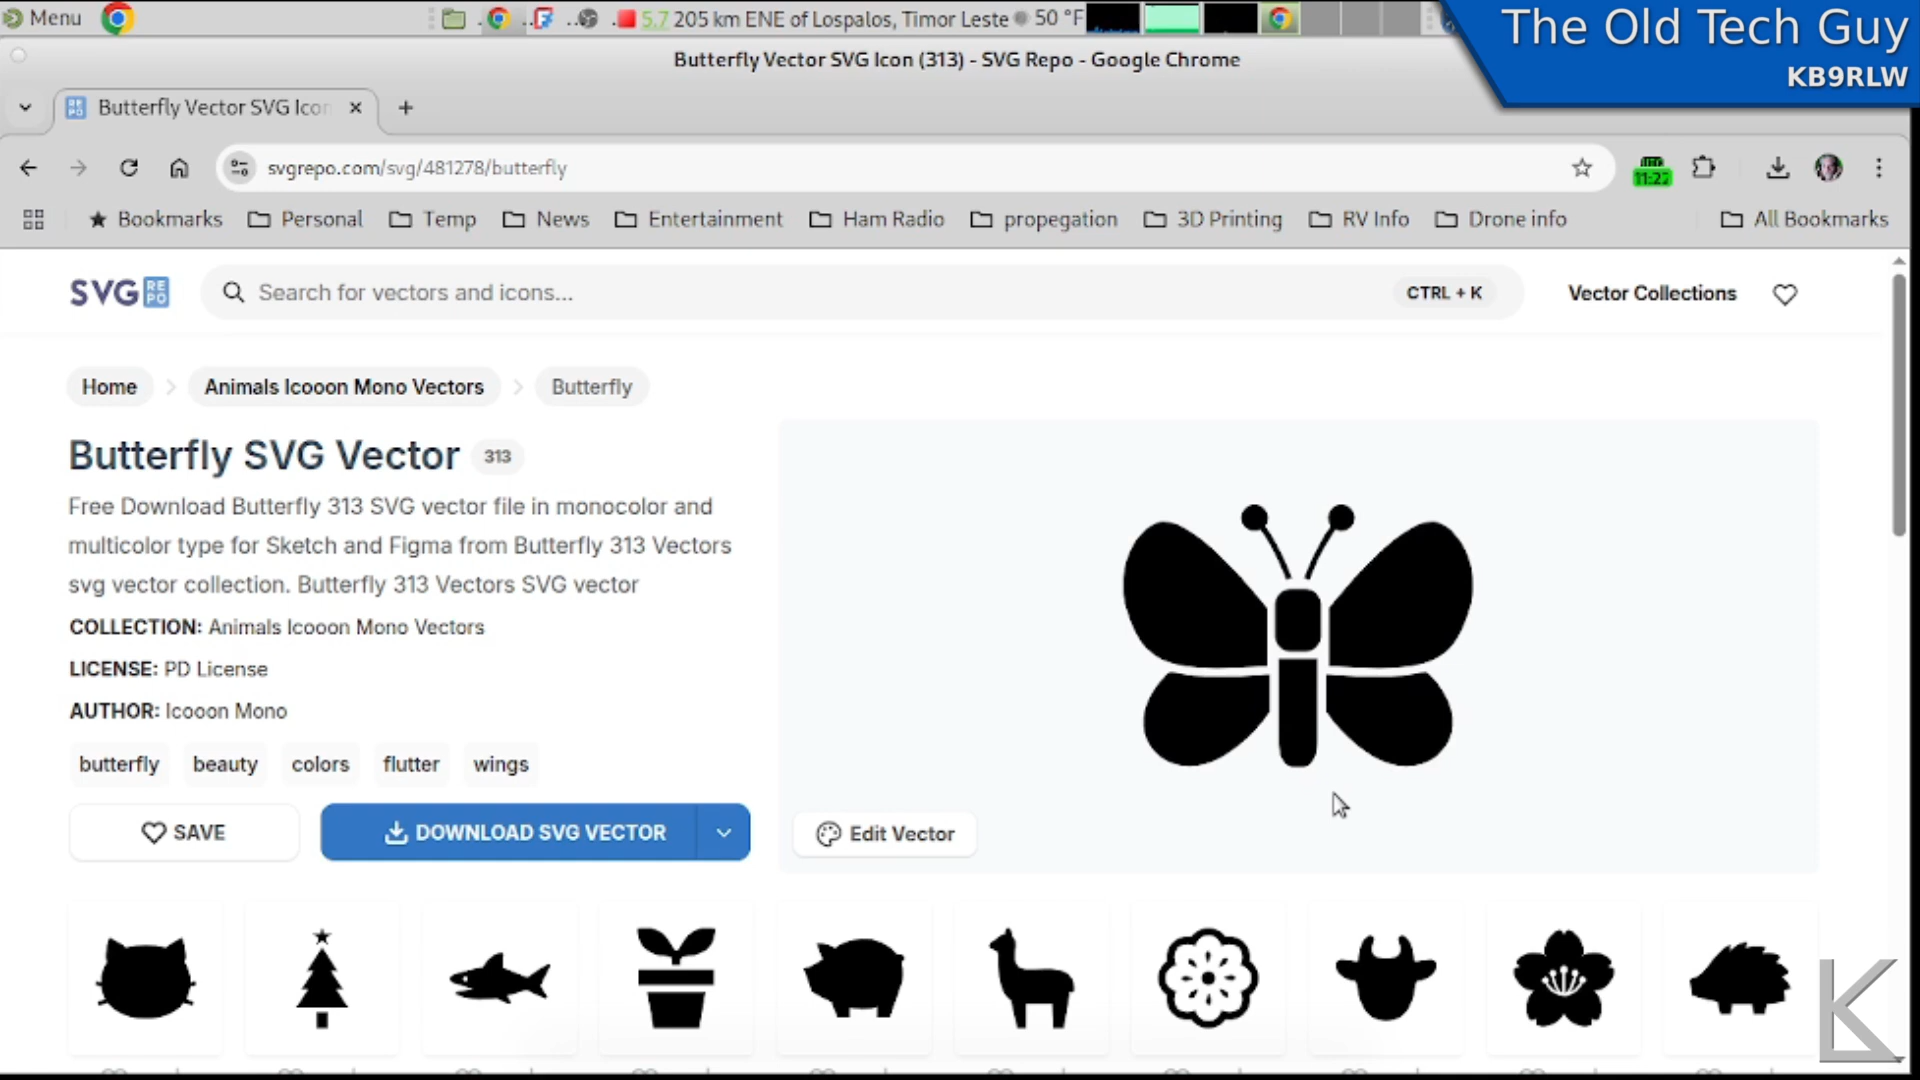 Menu
5.7 205 km ENE of Lospalos, Timor Leste 50 °F
The Old Tech Guy
KB9RLW
Butterfly Vector SVG Icon (313) - SVG Repo - Google Chrome
Butterfly Vector SVG Icon
svgrepo.com/svg/481278/butterfly
11:22
Bookmarks Personal Temp News Entertainment Ham Radio propegation 3D Printing RV Info Drone info All Bookmarks
SVG REPO Search for vectors and icons... CTRL + K Vector Collections
Home Animals Icooon Mono Vectors Butterfly
Butterfly SVG Vector 313
Free Download Butterfly 313 SVG vector file in monocolor and
multicolor type for Sketch and Figma from Butterfly 313 Vectors
svg vector collection. Butterfly 313 Vectors SVG vector
COLLECTION: Animals Icooon Mono Vectors
LICENSE: PD License
AUTHOR: Icooon Mono
butterfly beauty colors flutter wings
SAVE DOWNLOAD SVG VECTOR Edit Vector
K